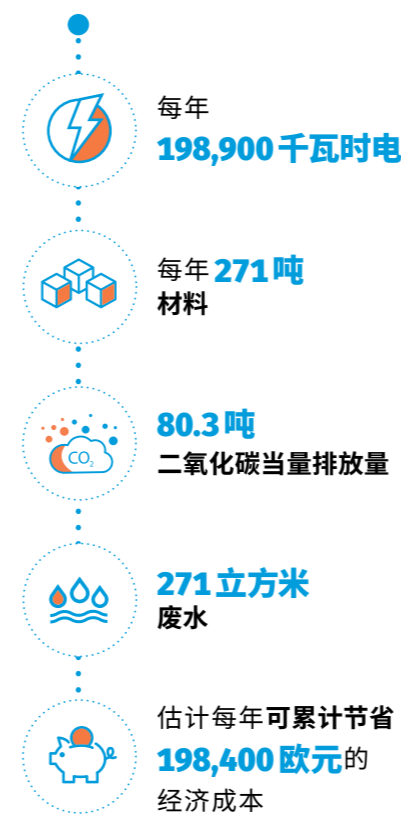 每年
198,900 千瓦时电
每年 271 吨
材料
CO₂
80.3 吨
二氧化碳当量排放量
271 立方米
废水
估计每年可累计节省
198,400 欧元的
经济成本